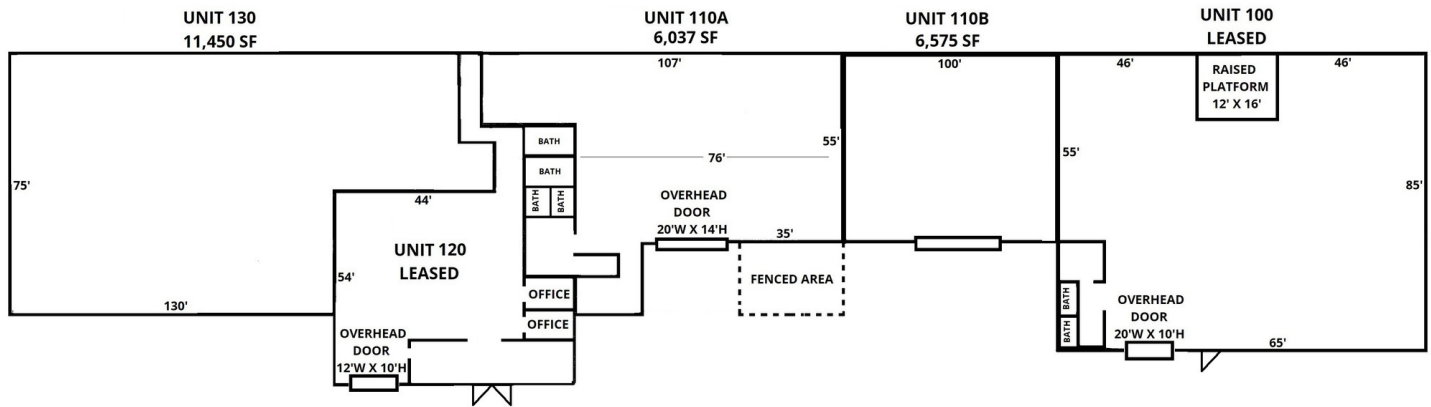 UNIT 130
11,450 SF
UNIT 110A
6,037 SF
UNIT 110B
6,575 SF
UNIT 100
LEASED
107'
100'
46'
46'
RAISED
PLATFORM
12' X 16'
BATH
BATH
BATH
BATH
76'
55'
55'
75'
85'
44'
OVERHEAD
DOOR
20'W X 14'H
35'
UNIT 120
LEASED
54'
FENCED AREA
OFFICE
OFFICE
130'
BATH
BATH
OVERHEAD
DOOR
20'W X 10'H
65'
OVERHEAD
DOOR
12'W X 10'H